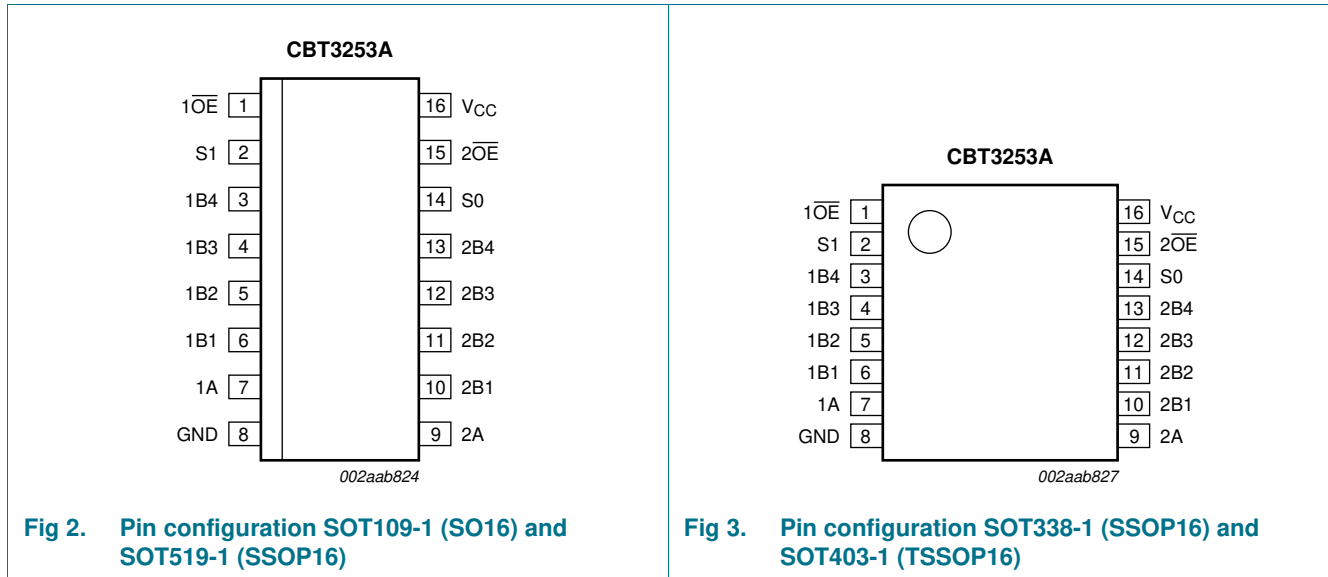 CBT3253A
1OE 1 16 VCC
S1 2 15 2OE
1B4 3 14 S0
1B3 4 13 2B4
1B2 5 12 2B3
1B1 6 11 2B2
1A 7 10 2B1
GND 8 9 2A
002aab824
Fig 2. Pin configuration SOT109-1 (SO16) and
SOT519-1 (SSOP16)
CBT3253A
1OE 1 16 VCC
S1 2 15 2OE
1B4 3 14 S0
1B3 4 13 2B4
1B2 5 12 2B3
1B1 6 11 2B2
1A 7 10 2B1
GND 8 9 2A
002aab827
Fig 3. Pin configuration SOT338-1 (SSOP16) and
SOT403-1 (TSSOP16)